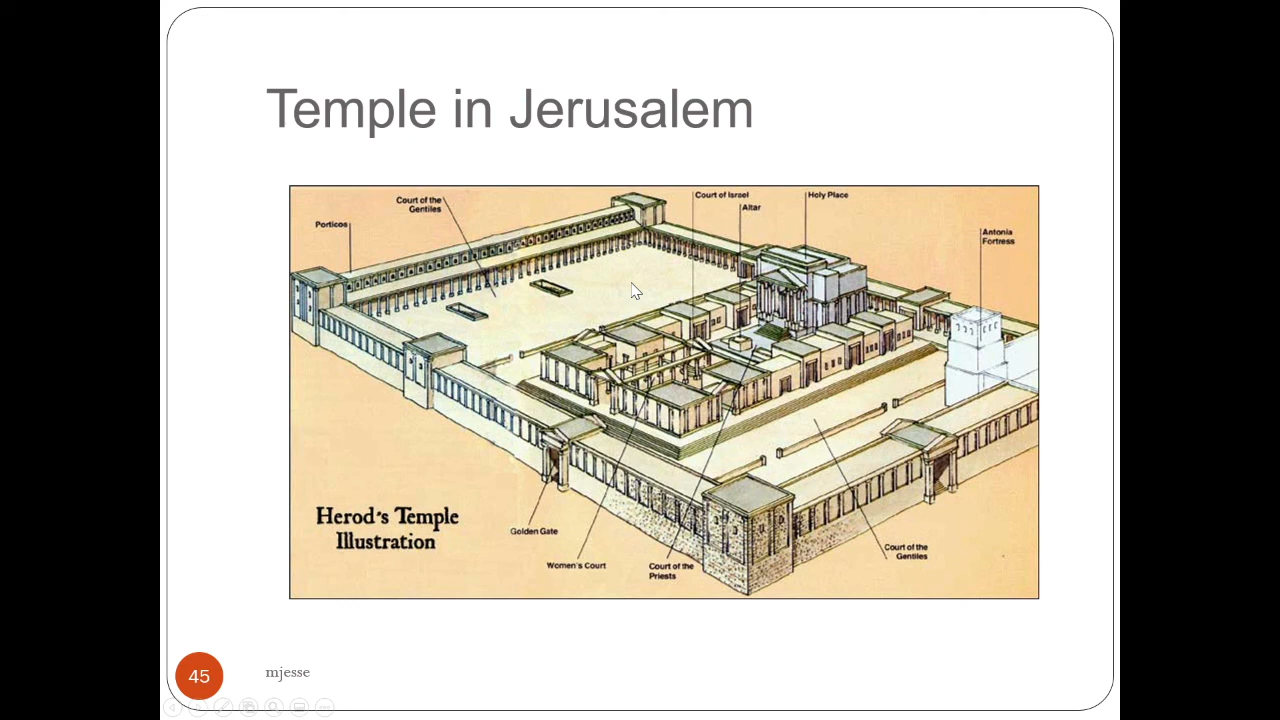 Temple in Jerusalem
Court of the
Gentiles
Court of Israel
Altar
Holy Place
Porticos
Antonia
Fortress
Herod's Temple
Illustration
Golden Gate
Women's Court
Court of the
Priests
Court of the
Gentiles
45
mjesse